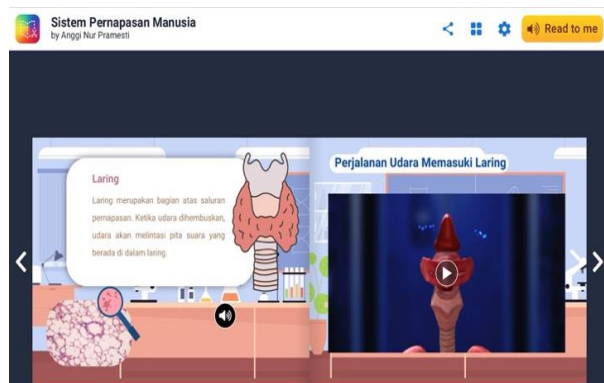 Sistem Pernapasan Manusia
by Anggi Nur Pramesti
Read to me
Laring
Laring merupakan bagian atas saluran
pernapasan. Ketika udara dihembuskan,
udara akan melintasi pita suara yang
berada di dalam laring.
Perjalanan Udara Memasuki Laring